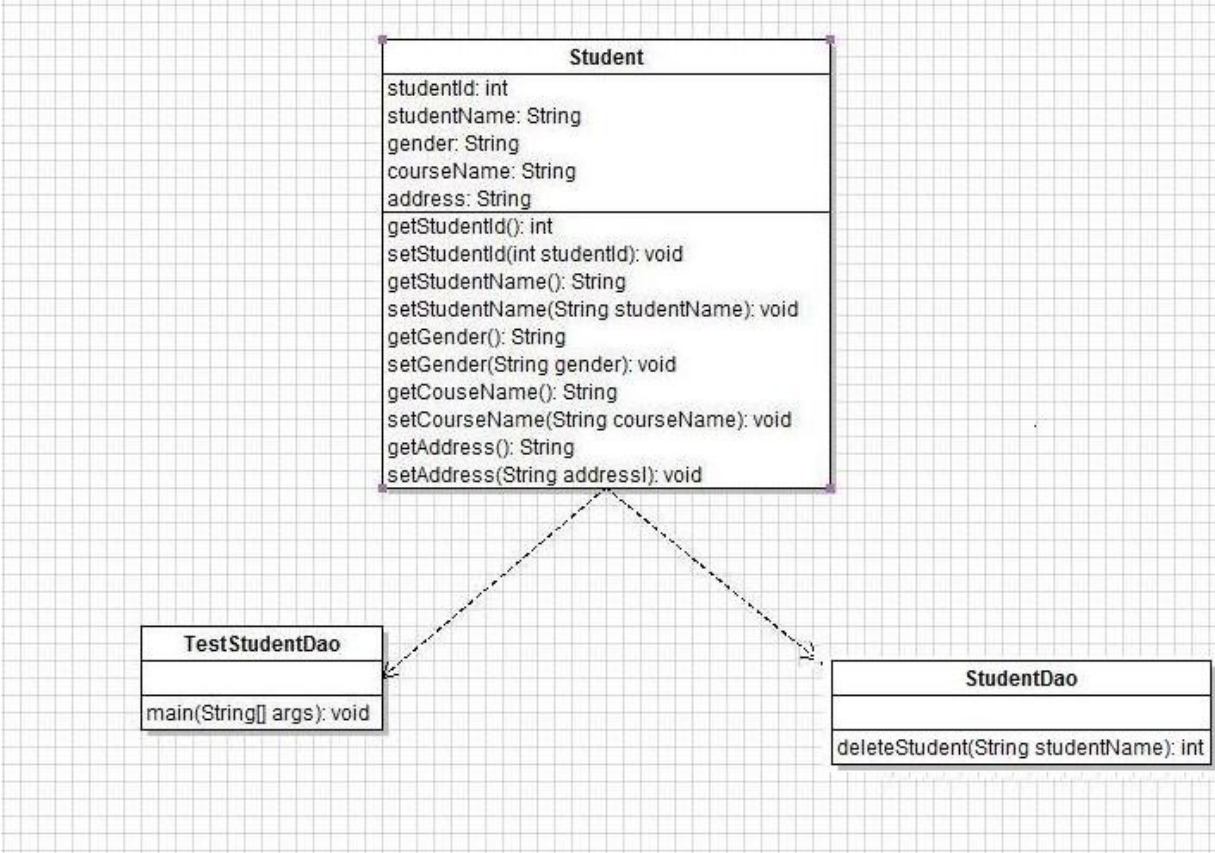 Student
studentId: int
studentName: String
gender: String
courseName: String
address: String
getStudentId(): int
setStudentId(int studentId): void
getStudentName(): String
setStudentName(String studentName): void
getGender(): String
setGender(String gender): void
getCouseName(): String
setCourseName(String courseName): void
getAddress(): String
setAddress(String addressl): void
TestStudentDao
main(String[] args): void
StudentDao
deleteStudent(String studentName): int